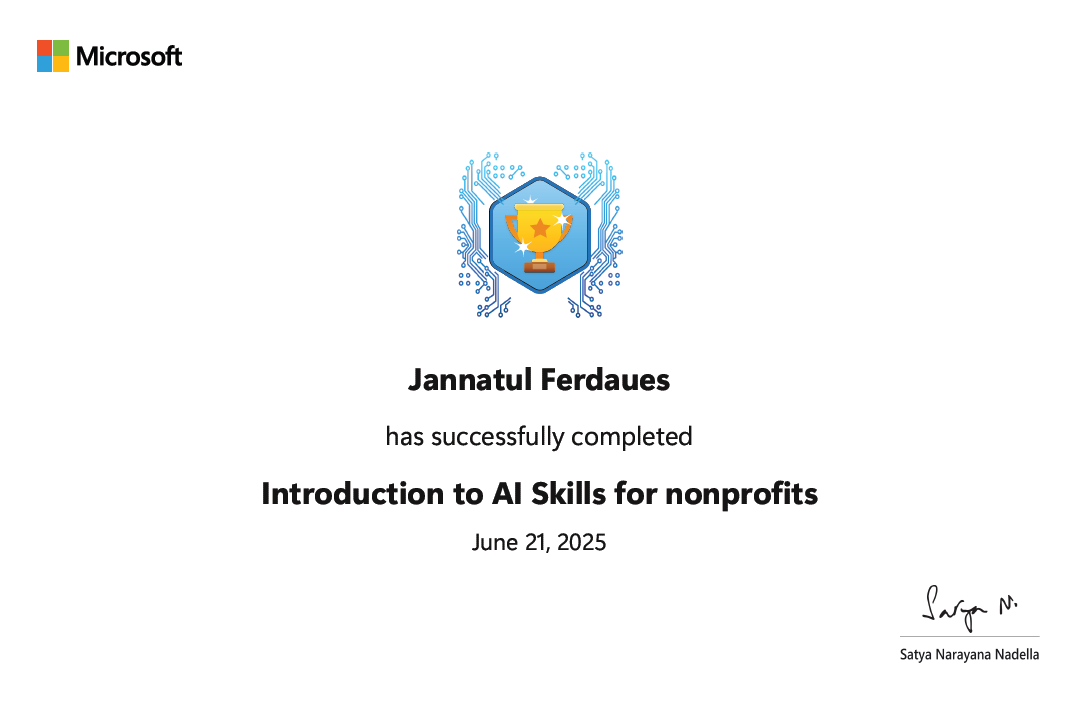 Microsoft
Jannatul Ferdaues
has successfully completed
Introduction to AI Skills for nonprofits
June 21, 2025
Satya N.
Satya Narayana Nadella